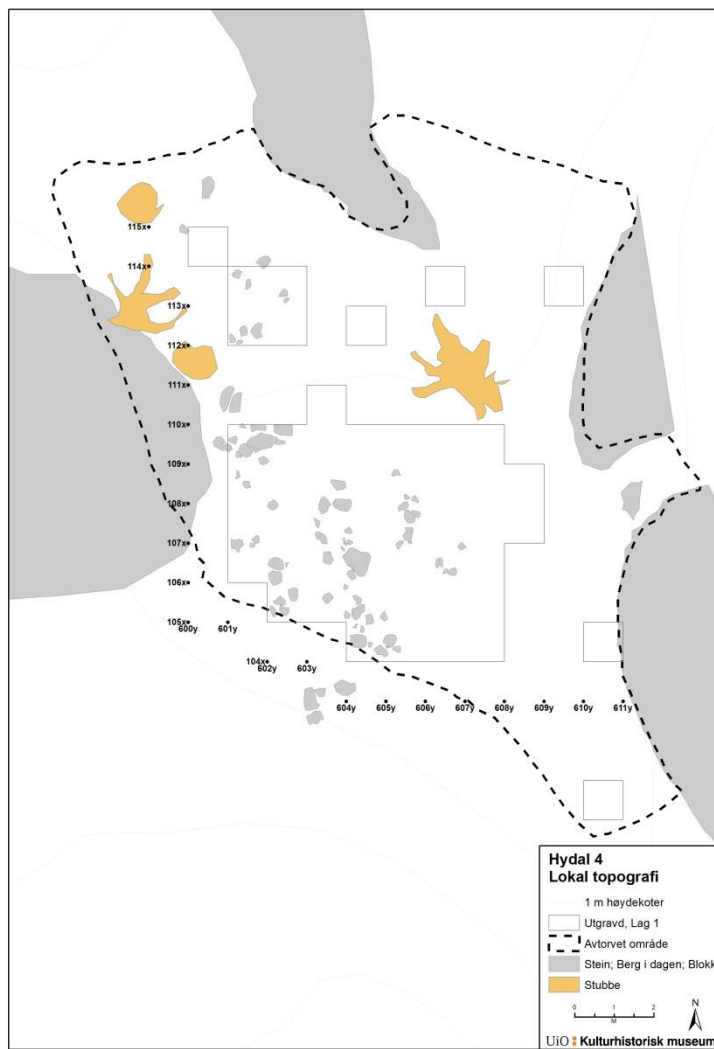 115x
114x
113x
112x
111x
110x
109x
108x
107x
106x
105x
600y 601y
104x
602y 603y
604y 605y 606y 607y 608y 609y 610y 611y
Hydal 4
Lokal topografi
1 m høydekoter
Utgravd, Lag 1
Avtorvet område
Stein; Berg i dagen; Blokk
Stubbe
0 1 2
M
N
UiO Kulturhistorisk museum